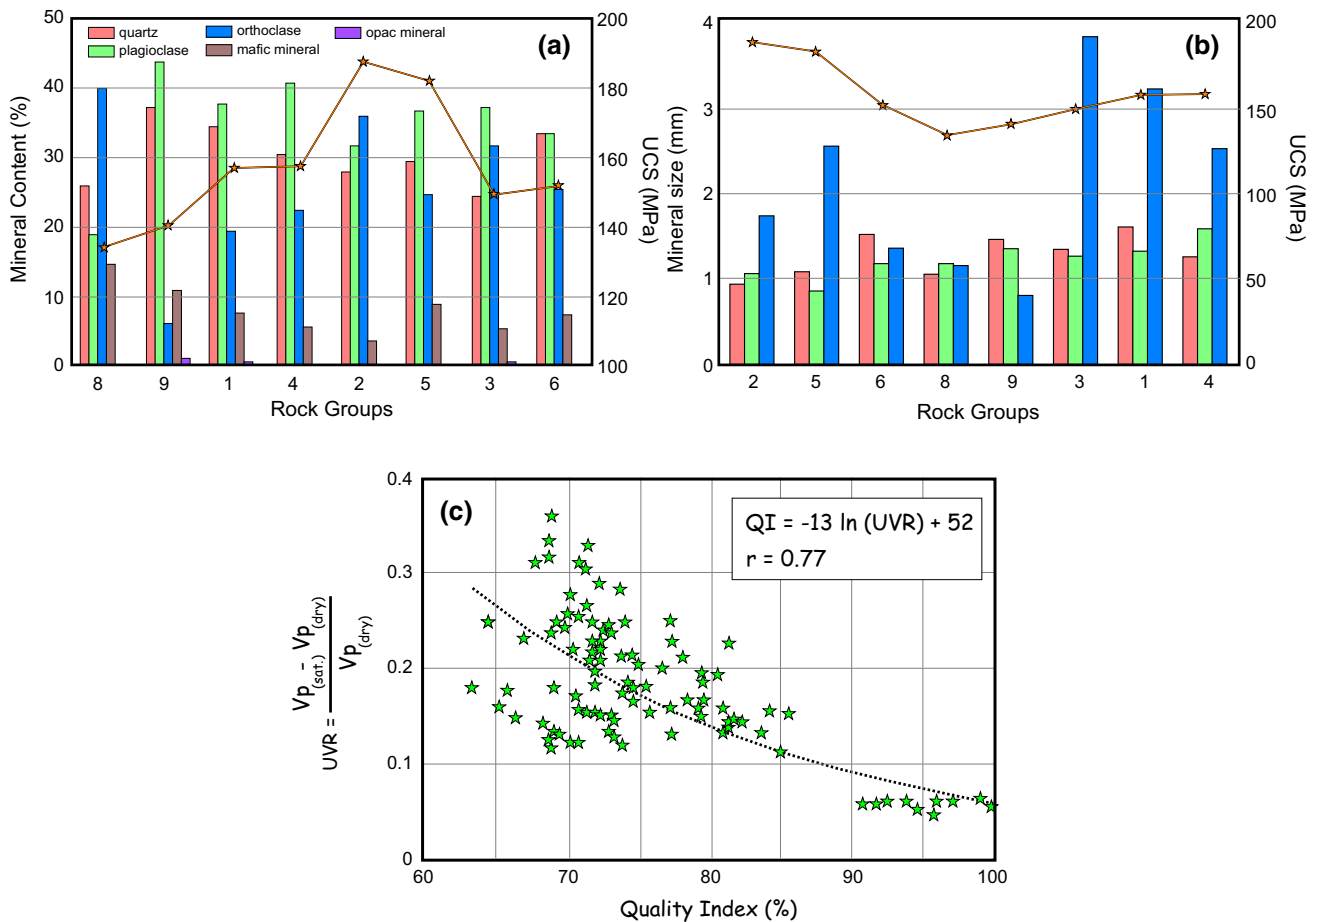 50
40
30
20
10
0
Mineral Content (%)
quartz
orthoclase
opac mineral
plagioclase
mafic mineral
(a)
200
180
160
140
120
100
UCS (MPa)
8 9 1 4 2 5 3 6
Rock Groups
4
3
2
1
0
Mineral size (mm)
(b)
200
150
100
50
0
UCS (MPa)
2 5 6 8 9 3 1 4
Rock Groups
0.4
0.3
0.2
0.1
0
UVR = Vp(sat.) - Vp(dry)
Vp(dry)
(c)
QI = -13 ln (UVR) + 52
r = 0.77
60 70 80 90 100
Quality Index (%)